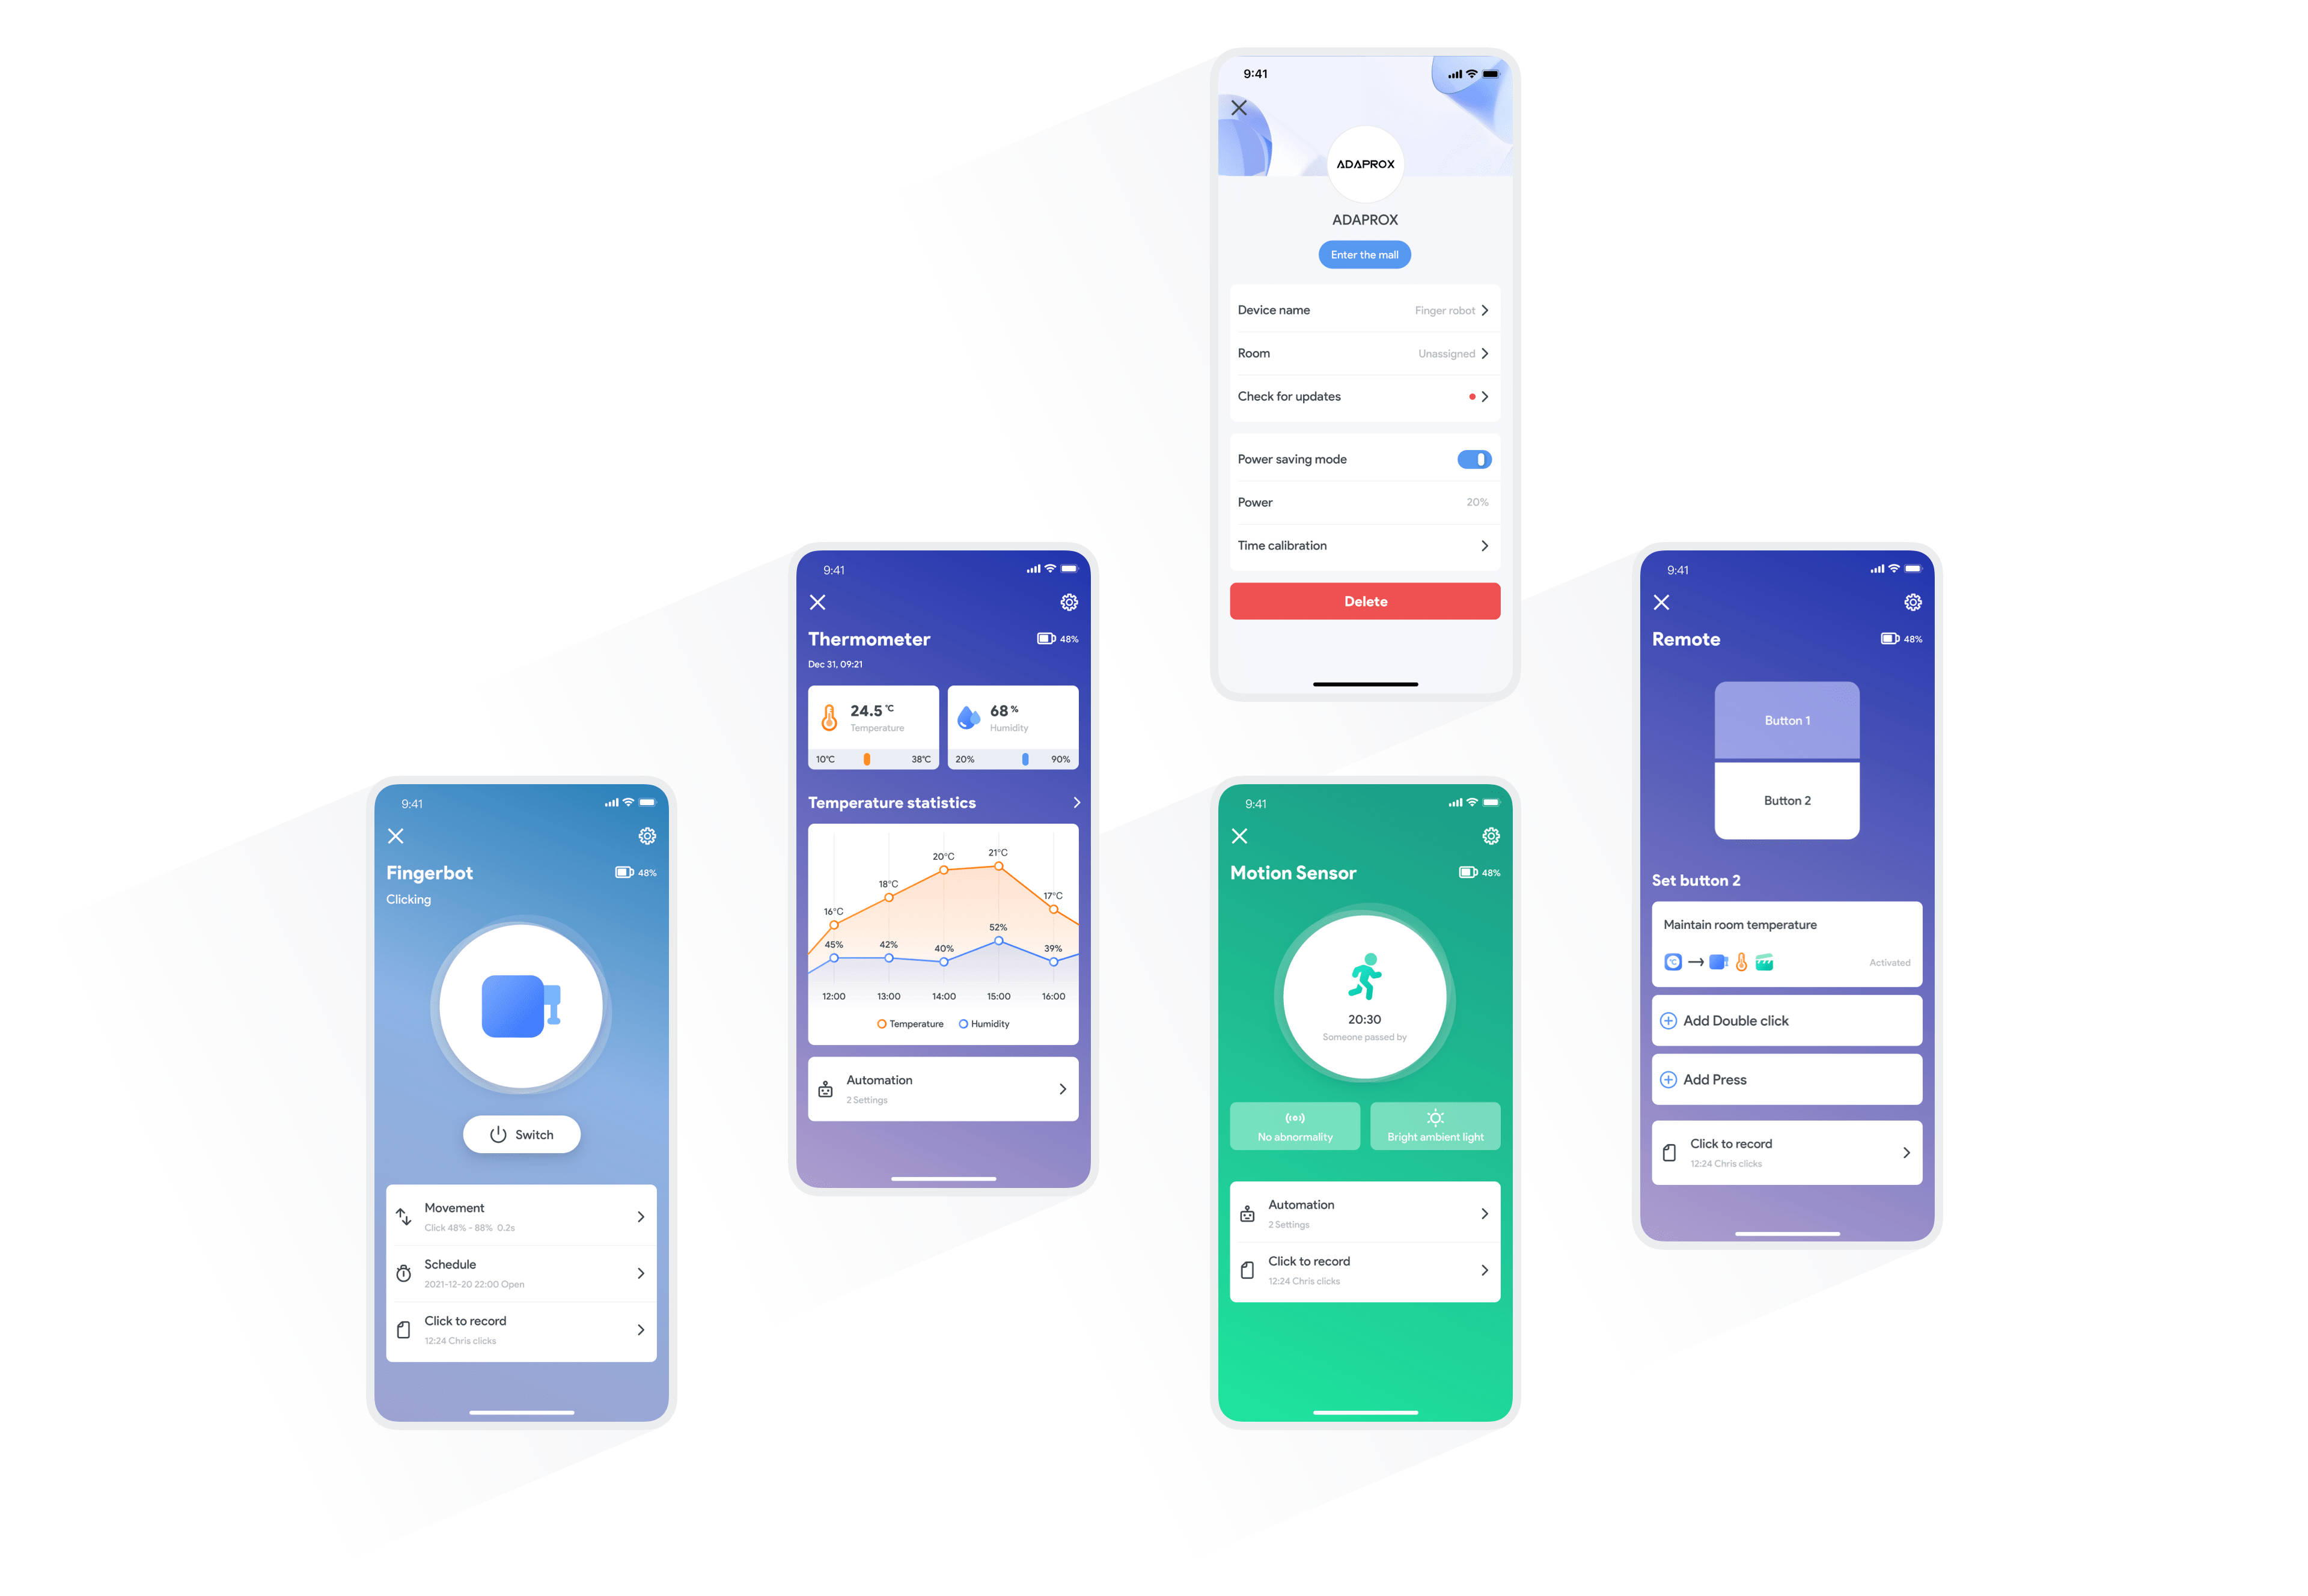 9:41
ADAPROX
ADAPROX
Enter the mall
Device name Finger robot
Room Unassigned
Check for updates
Power saving mode
Power 20%
Time calibration
Delete
9:41
Thermometer 48%
Dec 31, 09:21
24.5 °C
Temperature
10°C 38°C
68 %
Humidity
20% 90%
Temperature statistics
21°C
20°C
18°C
17°C
16°C
52%
45% 42% 40% 39%
12:00 13:00 14:00 15:00 16:00
Temperature Humidity
Automation
2 Settings
9:41
Remote 48%
Button 1
Button 2
Set button 2
Maintain room temperature
°C
Activated
Add Double click
Add Press
Click to record
12:24 Chris clicks
9:41
Fingerbot 48%
Clicking
Switch
Movement
Click 48% - 88% 0.2s
Schedule
2021-12-20 22:00 Open
Click to record
12:24 Chris clicks
9:41
Motion Sensor 48%
20:30
Someone passed by
No abnormality
Bright ambient light
Automation
2 Settings
Click to record
12:24 Chris clicks